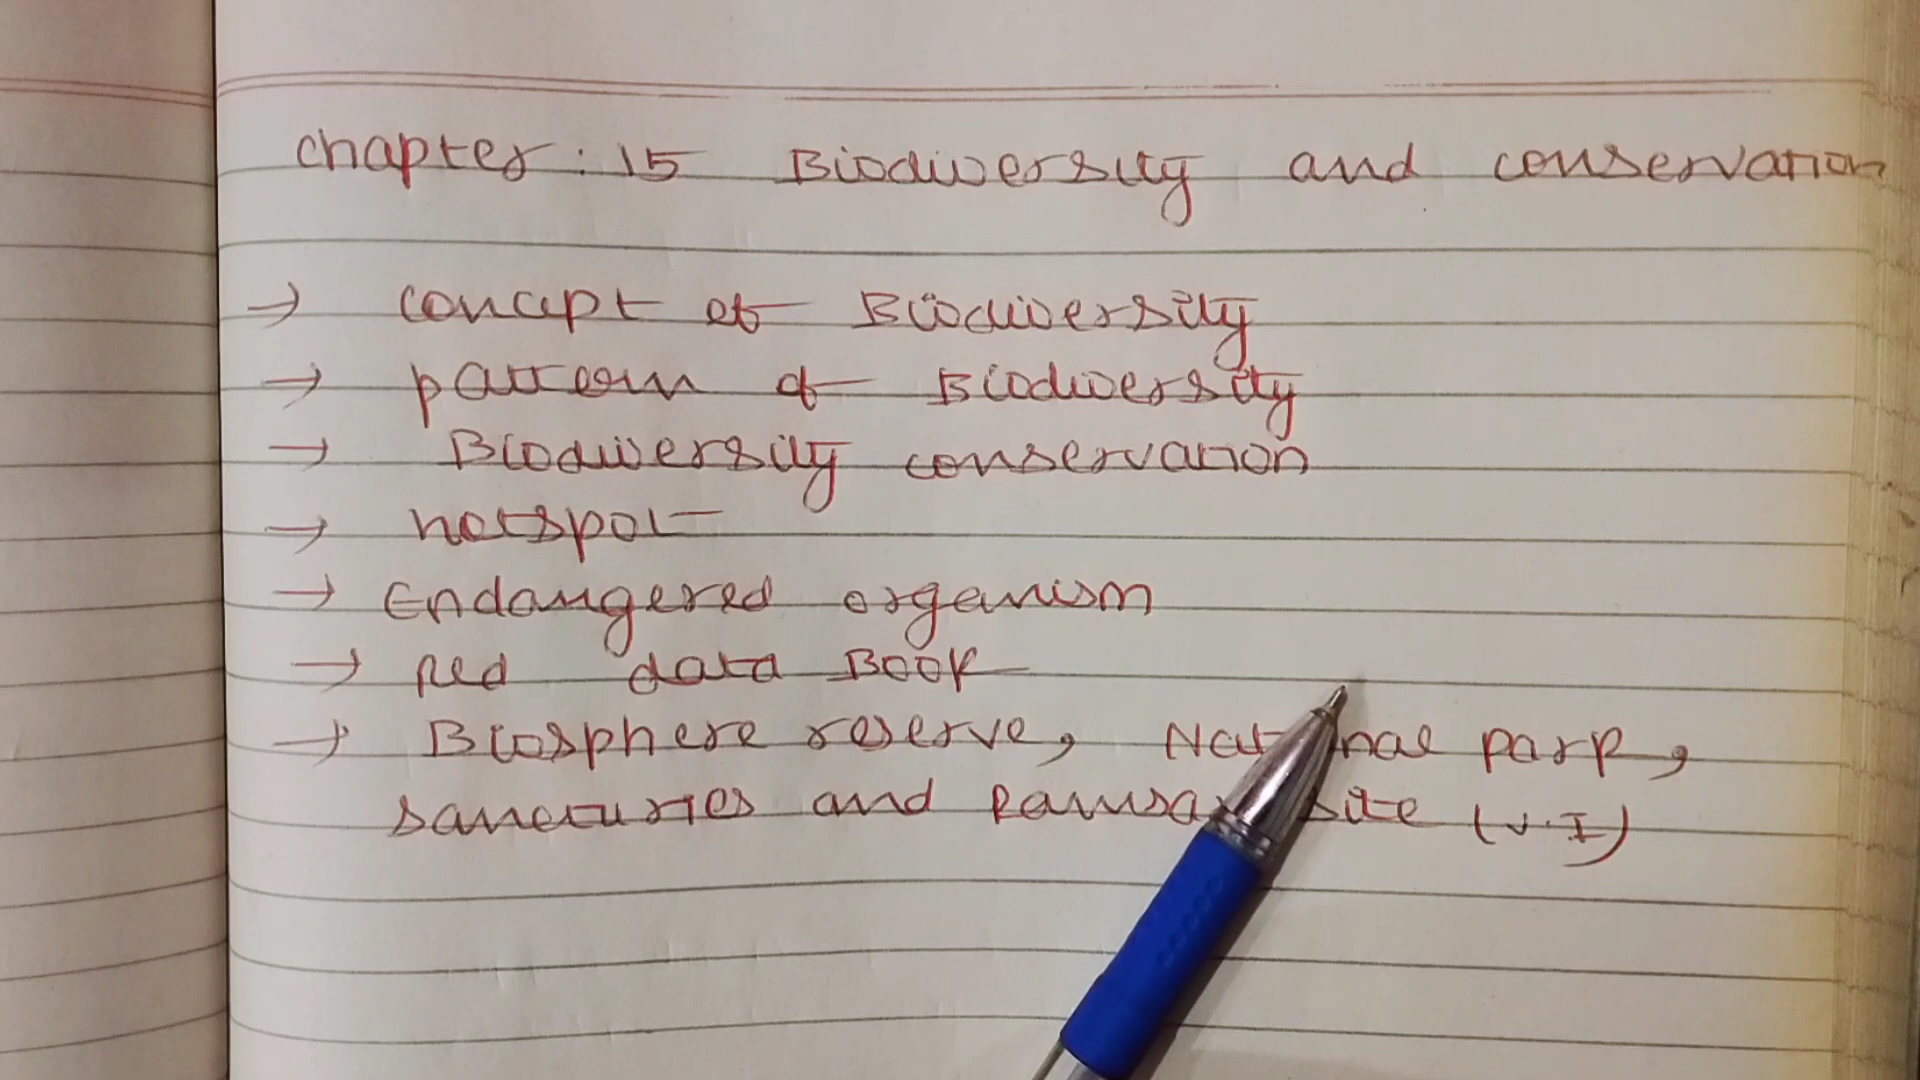 chapter : 15 Biodiversity and conservation
→ concept of Biodiversity
→ pattern of Biodiversity
→ Biodiversity conservation
→ hotspot
→ Endangered organism
→ Red data Book
→ Biosphere reserve, National park,
sancturies and Ramsar site (V.I)